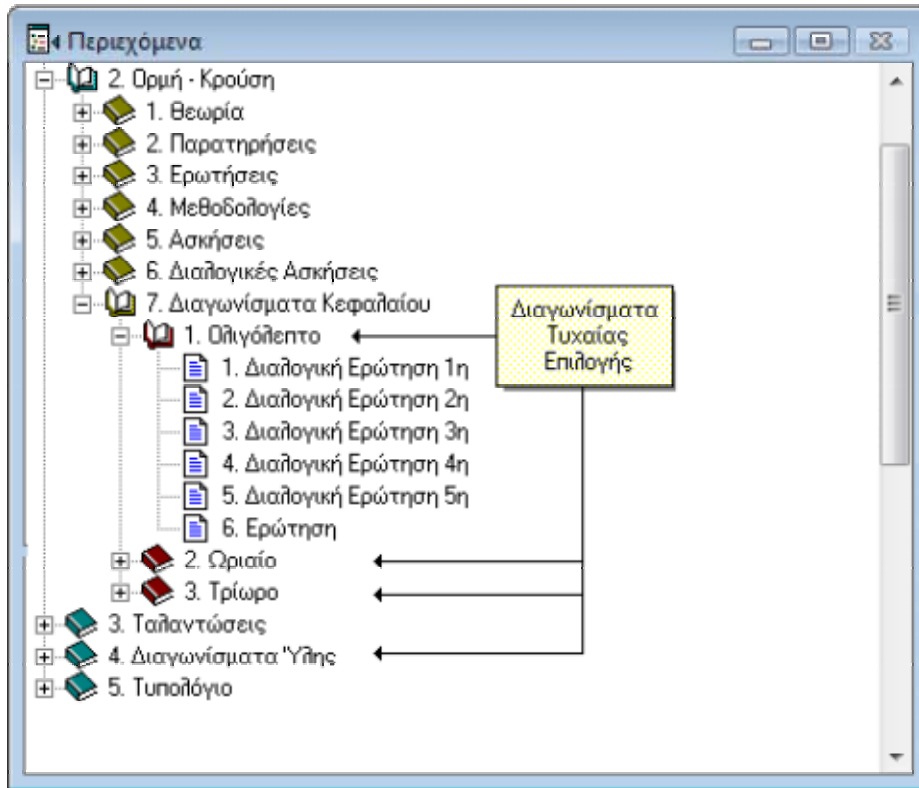 Περιεχόμενα
2. Ορμή - Κρούση
1. Θεωρία
2. Παρατηρήσεις
3. Ερωτήσεις
4. Μεθοδολογίες
5. Ασκήσεις
6. Διαλογικές Ασκήσεις
7. Διαγωνίσματα Κεφαλαίου
1. Ολιγόλεπτο
1. Διαλογική Ερώτηση 1η
2. Διαλογική Ερώτηση 2η
3. Διαλογική Ερώτηση 3η
4. Διαλογική Ερώτηση 4η
5. Διαλογική Ερώτηση 5η
6. Ερώτηση
2. Ωριαίο
3. Τρίωρο
3. Ταλαντώσεις
4. Διαγωνίσματα Ύλης
5. Τυπολόγιο
Διαγωνίσματα
Τυχαίας
Επιλογής